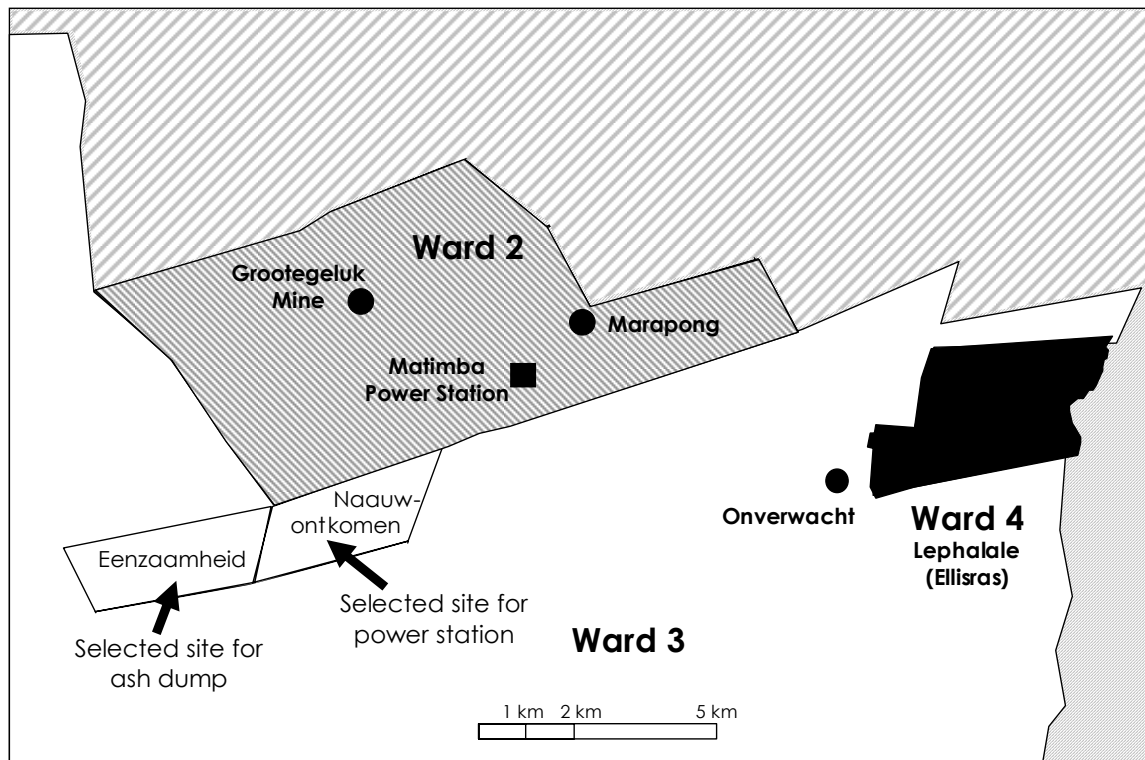 Ward 2
Grootegeluk
Mine
Marapong
Matimba
Power Station
Naauw-
ontkomen
Eenzaamheid
Onverwacht
Ward 4
Lephalale
(Ellisras)
Selected site for
power station
Selected site for
ash dump
Ward 3
1 km 2 km 5 km